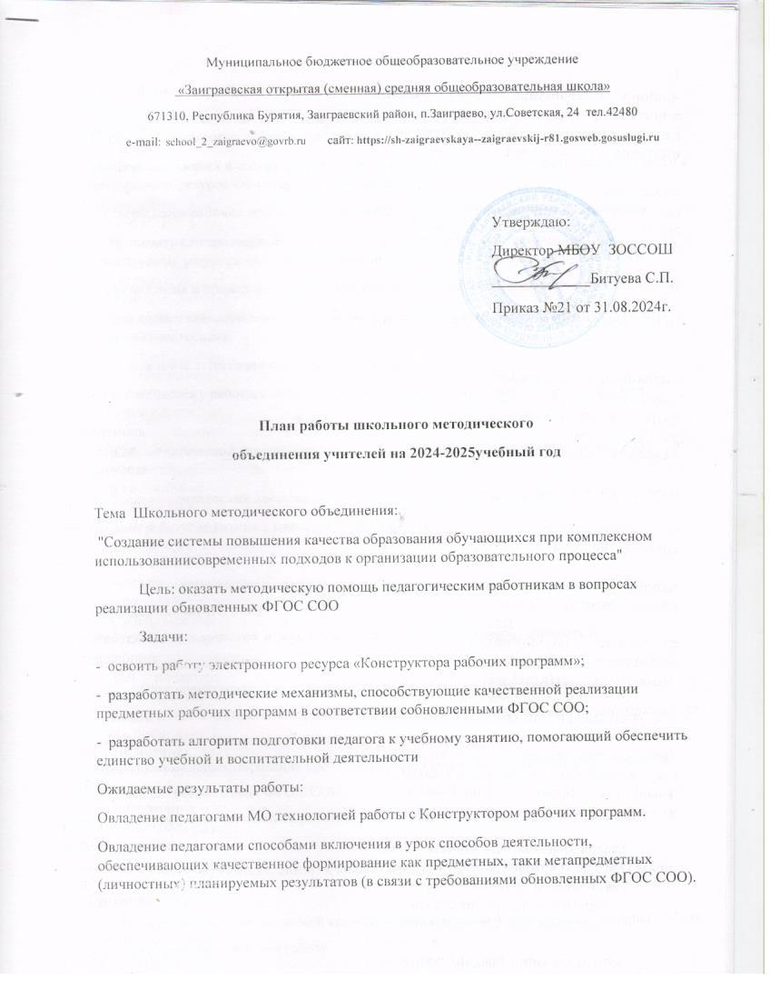 Муниципальное бюджетное общеобразовательное учреждение
«Заиграевская открытая (сменная) средняя общеобразовательная школа»
671310, Республика Бурятия, Заиграевский район, п.Заиграево, ул.Советская, 24 тел.42480
e-mail: school_2_zaigraevo@govrb.ru сайт: https://sh-zaigraevskaya--zaigraevskij-r81.gosweb.gosuslugi.ru
Утверждаю:
Директор МБОУ ЗОССОШ
____________Битуева С.П.
Приказ №21 от 31.08.2024г.
План работы школьного методического
объединения учителей на 2024-2025учебный год
Тема Школьного методического объединения:
"Создание системы повышения качества образования обучающихся при комплексном
использованиисовременных подходов к организации образовательного процесса"
Цель: оказать методическую помощь педагогическим работникам в вопросах
реализации обновленных ФГОС СОО
Задачи:
- освоить работу электронного ресурса «Конструктора рабочих программ»;
- разработать методические механизмы, способствующие качественной реализации
предметных рабочих программ в соответствии собновленными ФГОС СОО;
- разработать алгоритм подготовки педагога к учебному занятию, помогающий обеспечить
единство учебной и воспитательной деятельности
Ожидаемые результаты работы:
Овладение педагогами МО технологией работы с Конструктором рабочих программ.
Овладение педагогами способами включения в урок способов деятельности,
обеспечивающих качественное формирование как предметных, таки метапредметных
(личностных) планируемых результатов (в связи с требованиями обновленных ФГОС СОО).